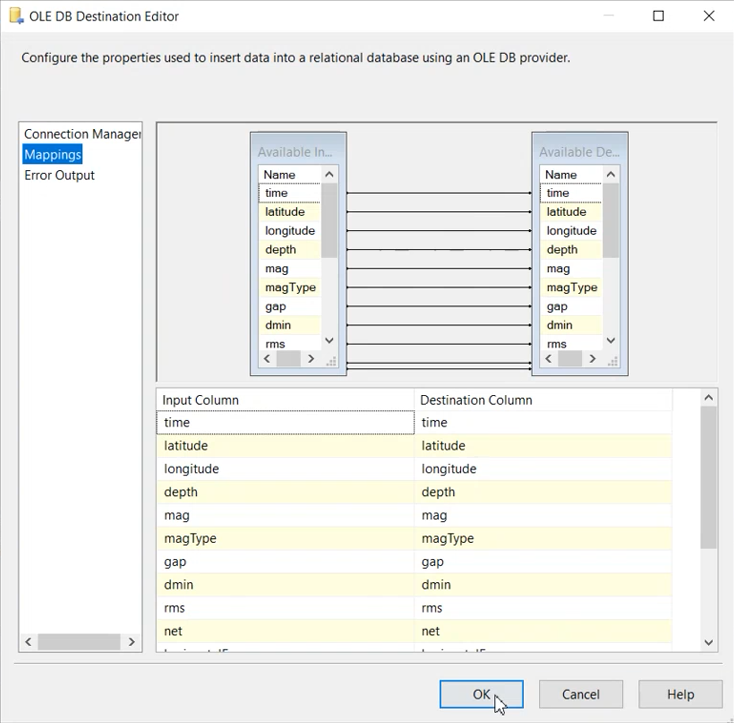 OLE DB Destination Editor
Configure the properties used to insert data into a relational database using an OLE DB provider.
Connection Manager
Mappings
Error Output
Available In...
Name
time
latitude
longitude
depth
mag
magType
gap
dmin
rms
Available De...
Name
time
latitude
longitude
depth
mag
magType
gap
dmin
rms
Input Column Destination Column
time time
latitude latitude
longitude longitude
depth depth
mag mag
magType magType
gap gap
dmin dmin
rms rms
net net
OK Cancel Help